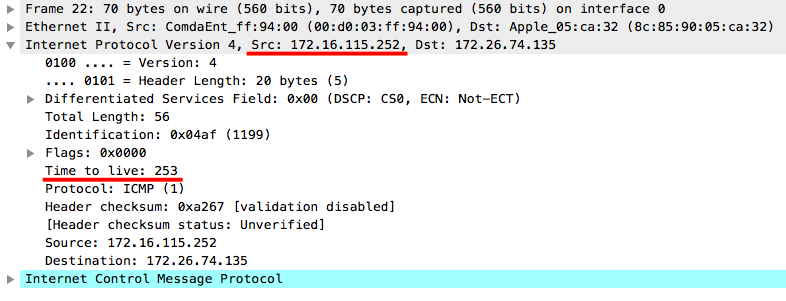 Frame 22: 70 bytes on wire (560 bits), 70 bytes captured (560 bits) on interface 0
Ethernet II, Src: ComdaEnt_ff:94:00 (00:d0:03:ff:94:00), Dst: Apple_05:ca:32 (8c:85:90:05:ca:32)
Internet Protocol Version 4, Src: 172.16.115.252, Dst: 172.26.74.135
0100 .... = Version: 4
.... 0101 = Header Length: 20 bytes (5)
Differentiated Services Field: 0x00 (DSCP: CS0, ECN: Not-ECT)
Total Length: 56
Identification: 0x04af (1199)
Flags: 0x0000
Time to live: 253
Protocol: ICMP (1)
Header checksum: 0xa267 [validation disabled]
[Header checksum status: Unverified]
Source: 172.16.115.252
Destination: 172.26.74.135
Internet Control Message Protocol